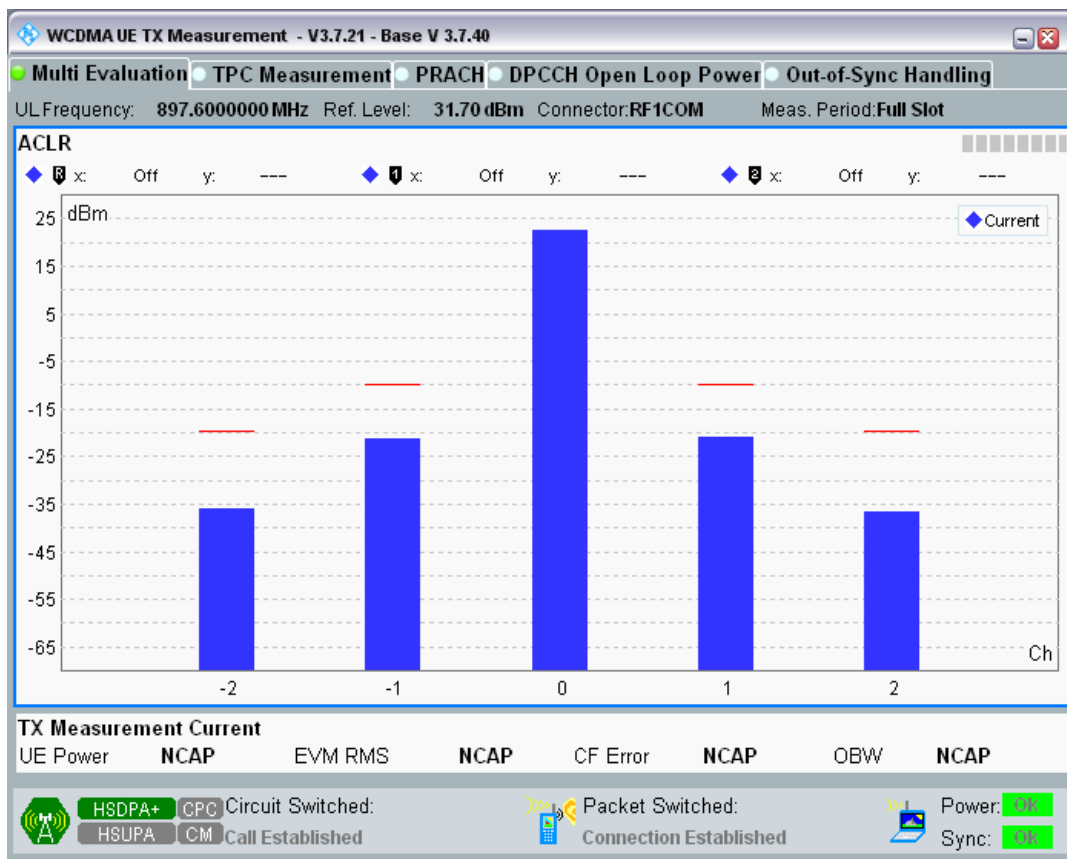 WCDMA UE TX Measurement - V3.7.21 - Base V 3.7.40
Multi Evaluation TPC Measurement PRACH DPCCH Open Loop Power Out-of-Sync Handling
UL Frequency: 897.6000000 MHz Ref. Level: 31.70 dBm Connector:RF1COM Meas. Period:Full Slot
ACLR
R x: Off y: --- 1 x: Off y: --- 2 x: Off y: ---
dBm
Current
25
15
5
-5
-15
-25
-35
-45
-55
-65
Ch
-2 -1 0 1 2
TX Measurement Current
UE Power NCAP EVM RMS NCAP CF Error NCAP OBW NCAP
HSDPA+ CPC Circuit Switched: Packet Switched: Power: OK
HSUPA CM Call Established Connection Established Sync: OK